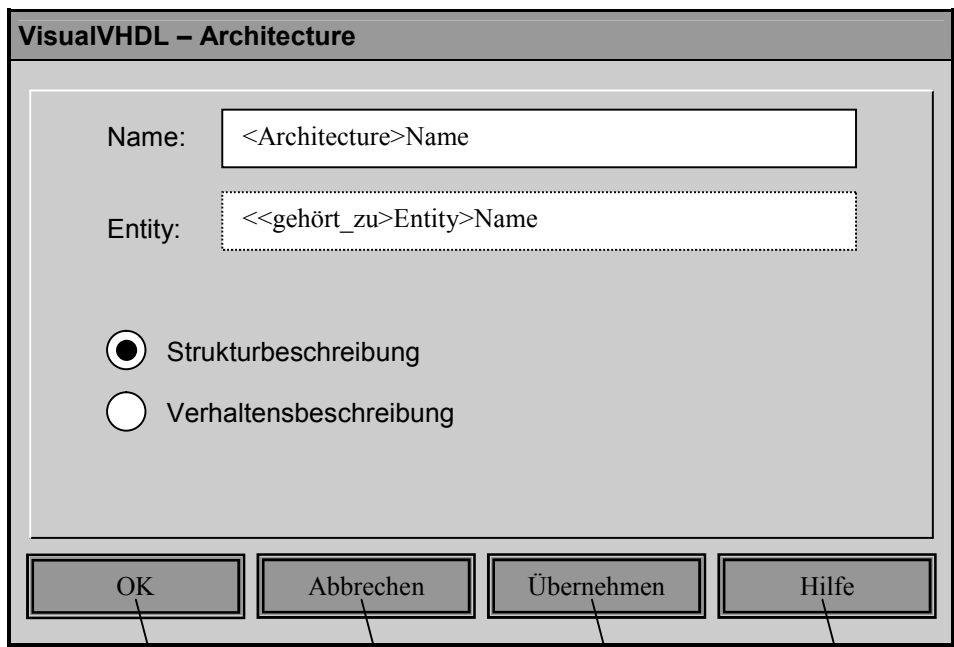 VisualVHDL – Architecture
Name: <Architecture>Name
Entity: <<gehört_zu>Entity>Name
Strukturbeschreibung
Verhaltensbeschreibung
OK Abbrechen Übernehmen Hilfe